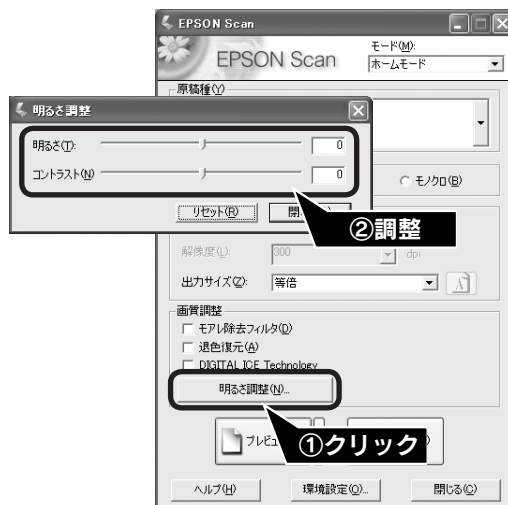 EPSON Scan
EPSON Scan
モード(M):
ホームモード
原稿種(Y)
明るさ調整
明るさ(T):
0
コントラスト(N)
0
モノクロ(B)
リセット(R)
②調整
解像度(L):
300
dpi
出力サイズ(Z):
等倍
画質調整
モアレ除去フィルタ(D)
退色復元(A)
DIGITAL ICE Technology
明るさ調整(N)...
①クリック
ヘルプ(H)
環境設定(O)...
閉じる(C)